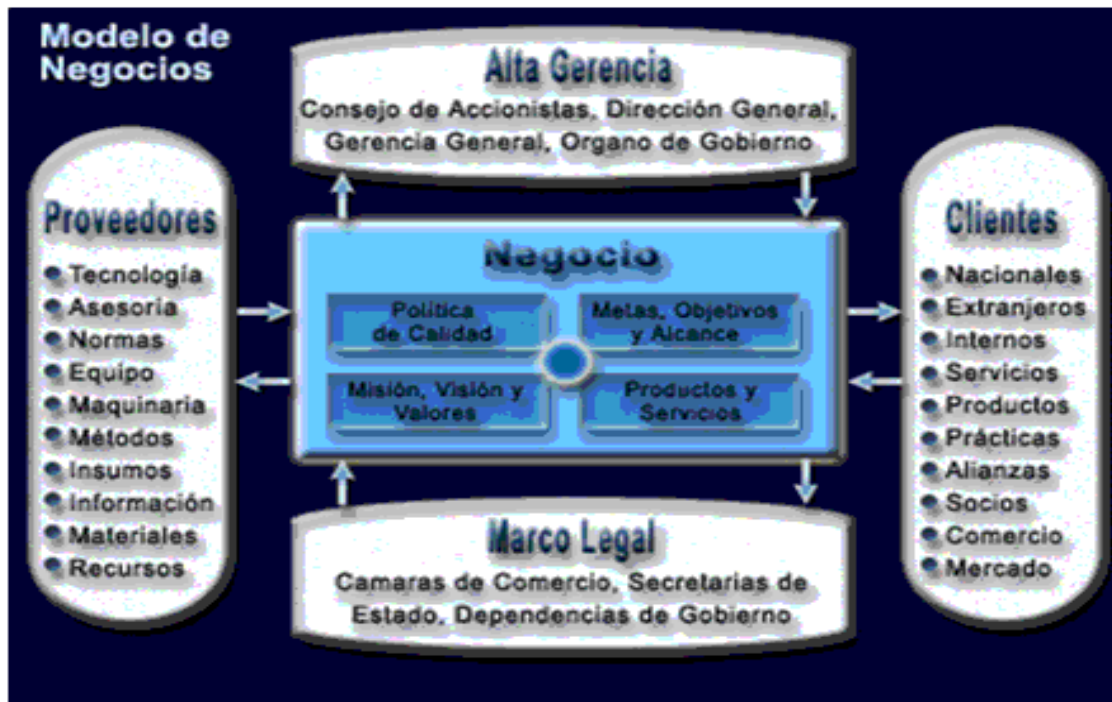 Modelo de
Negocios
Alta Gerencia
Consejo de Accionistas, Dirección General,
Gerencia General, Organo de Gobierno
Proveedores
Tecnología
Asesoría
Normas
Equipo
Maquinaria
Métodos
Insumos
Información
Materiales
Recursos
Negocio
Política
de Calidad
Metas, Objetivos
y Alcance
Misión, Visión y
Valores
Productos y
Servicios
Clientes
Nacionales
Extranjeros
Internos
Servicios
Productos
Prácticas
Alianzas
Socios
Comercio
Mercado
Marco Legal
Camaras de Comercio, Secretarias de
Estado, Dependencias de Gobierno